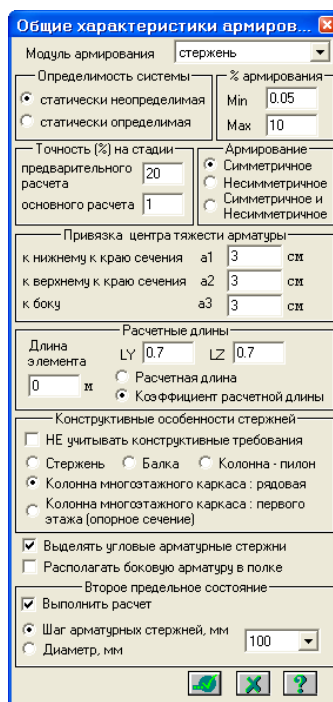 Общие характеристики армиров...
Модуль армирования стержень
Определимость системы
статически неопределимая
статически определимая
% армирования
Min 0.05
Max 10
Точность (%) на стадии
предварительного расчета 20
основного расчета 1
Армирование
Симметричное
Несимметричное
Симметричное и
Несимметричное
Привязка центра тяжести арматуры
к нижнему к краю сечения a1 3 см
к верхнему к краю сечения a2 3 см
к боку a3 3 см
Расчетные длины
Длина элемента
0 м
LY 0.7 LZ 0.7
Расчетная длина
Коэффициент расчетной длины
Конструктивные особенности стержней
НЕ учитывать конструктивные требования
Стержень Балка Колонна - пилон
Колонна многоэтажного каркаса : рядовая
Колонна многоэтажного каркаса : первого
этажа (опорное сечение)
Выделять угловые арматурные стержни
Располагать боковую арматуру в полке
Второе предельное состояние
Выполнить расчет
Шаг арматурных стержней, мм
Диаметр, мм
100
?